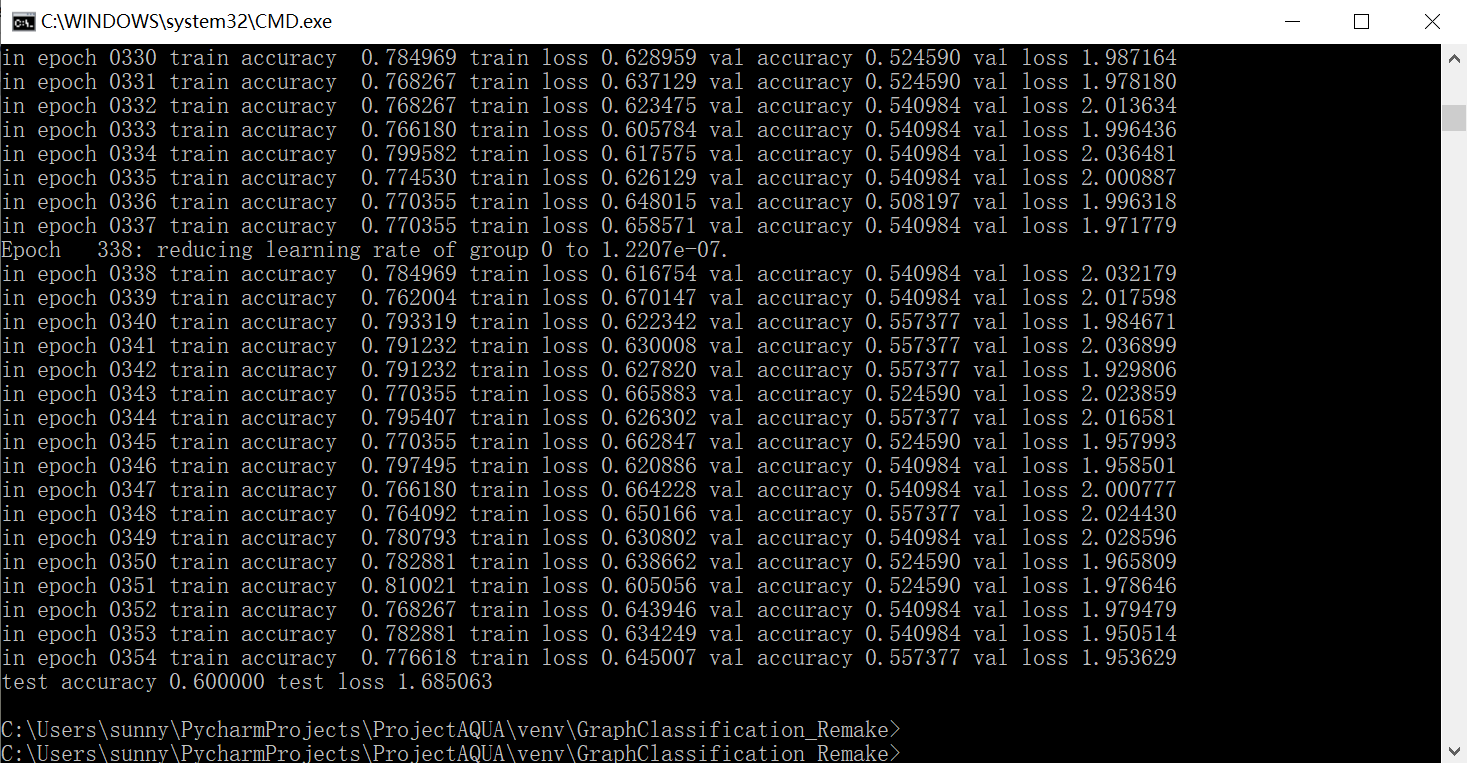 C:\WINDOWS\system32\CMD.exe
in epoch 0330 train accuracy  0.784969 train loss 0.628959 val accuracy 0.524590 val loss 1.987164
in epoch 0331 train accuracy  0.768267 train loss 0.637129 val accuracy 0.524590 val loss 1.978180
in epoch 0332 train accuracy  0.768267 train loss 0.623475 val accuracy 0.540984 val loss 2.013634
in epoch 0333 train accuracy  0.766180 train loss 0.605784 val accuracy 0.540984 val loss 1.996436
in epoch 0334 train accuracy  0.799582 train loss 0.617575 val accuracy 0.540984 val loss 2.036481
in epoch 0335 train accuracy  0.774530 train loss 0.626129 val accuracy 0.540984 val loss 2.000887
in epoch 0336 train accuracy  0.770355 train loss 0.648015 val accuracy 0.508197 val loss 1.996318
in epoch 0337 train accuracy  0.770355 train loss 0.658571 val accuracy 0.540984 val loss 1.971779
Epoch   338: reducing learning rate of group 0 to 1.2207e-07.
in epoch 0338 train accuracy  0.784969 train loss 0.616754 val accuracy 0.540984 val loss 2.032179
in epoch 0339 train accuracy  0.762004 train loss 0.670147 val accuracy 0.540984 val loss 2.017598
in epoch 0340 train accuracy  0.793319 train loss 0.622342 val accuracy 0.557377 val loss 1.984671
in epoch 0341 train accuracy  0.791232 train loss 0.630008 val accuracy 0.557377 val loss 2.036899
in epoch 0342 train accuracy  0.791232 train loss 0.627820 val accuracy 0.557377 val loss 1.929806
in epoch 0343 train accuracy  0.770355 train loss 0.665883 val accuracy 0.524590 val loss 2.023859
in epoch 0344 train accuracy  0.795407 train loss 0.626302 val accuracy 0.557377 val loss 2.016581
in epoch 0345 train accuracy  0.770355 train loss 0.662847 val accuracy 0.524590 val loss 1.957993
in epoch 0346 train accuracy  0.797495 train loss 0.620886 val accuracy 0.540984 val loss 1.958501
in epoch 0347 train accuracy  0.766180 train loss 0.664228 val accuracy 0.540984 val loss 2.000777
in epoch 0348 train accuracy  0.764092 train loss 0.650166 val accuracy 0.557377 val loss 2.024430
in epoch 0349 train accuracy  0.780793 train loss 0.630802 val accuracy 0.540984 val loss 2.028596
in epoch 0350 train accuracy  0.782881 train loss 0.638662 val accuracy 0.524590 val loss 1.965809
in epoch 0351 train accuracy  0.810021 train loss 0.605056 val accuracy 0.524590 val loss 1.978646
in epoch 0352 train accuracy  0.768267 train loss 0.643946 val accuracy 0.540984 val loss 1.979479
in epoch 0353 train accuracy  0.782881 train loss 0.634249 val accuracy 0.540984 val loss 1.950514
in epoch 0354 train accuracy  0.776618 train loss 0.645007 val accuracy 0.557377 val loss 1.953629
test accuracy 0.600000 test loss 1.685063
C:\Users\sunny\PycharmProjects\ProjectAQUA\venv\GraphClassification_Remake>
C:\Users\sunny\PycharmProjects\ProjectAQUA\venv\GraphClassification_Remake>